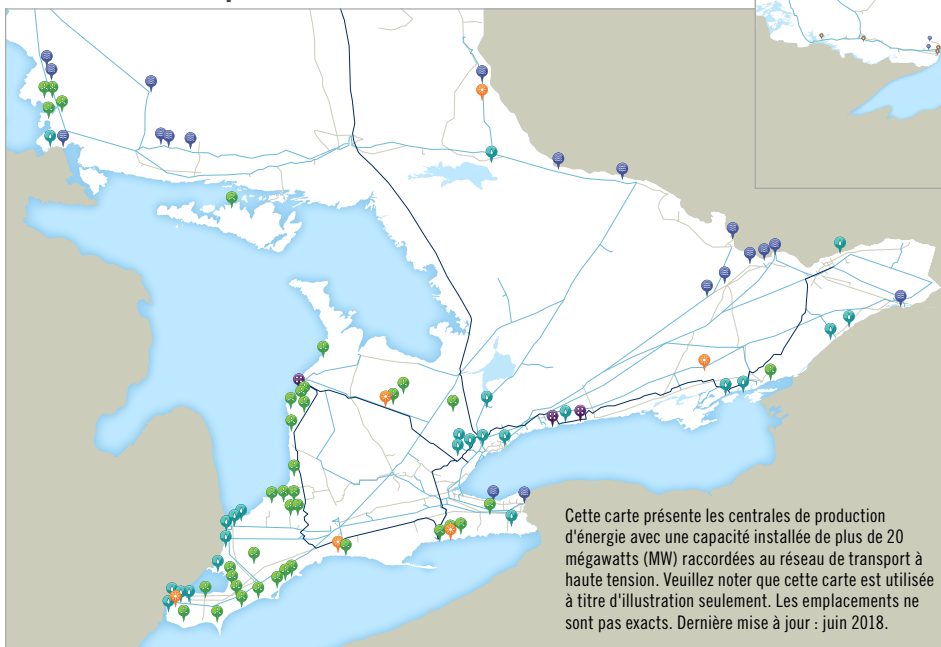 Cette carte présente les centrales de production
d'énergie avec une capacité installée de plus de 20
mégawatts (MW) raccordées au réseau de transport à
haute tension. Veuillez noter que cette carte est utilisée
à titre d'illustration seulement. Les emplacements ne
sont pas exacts. Dernière mise à jour : juin 2018.